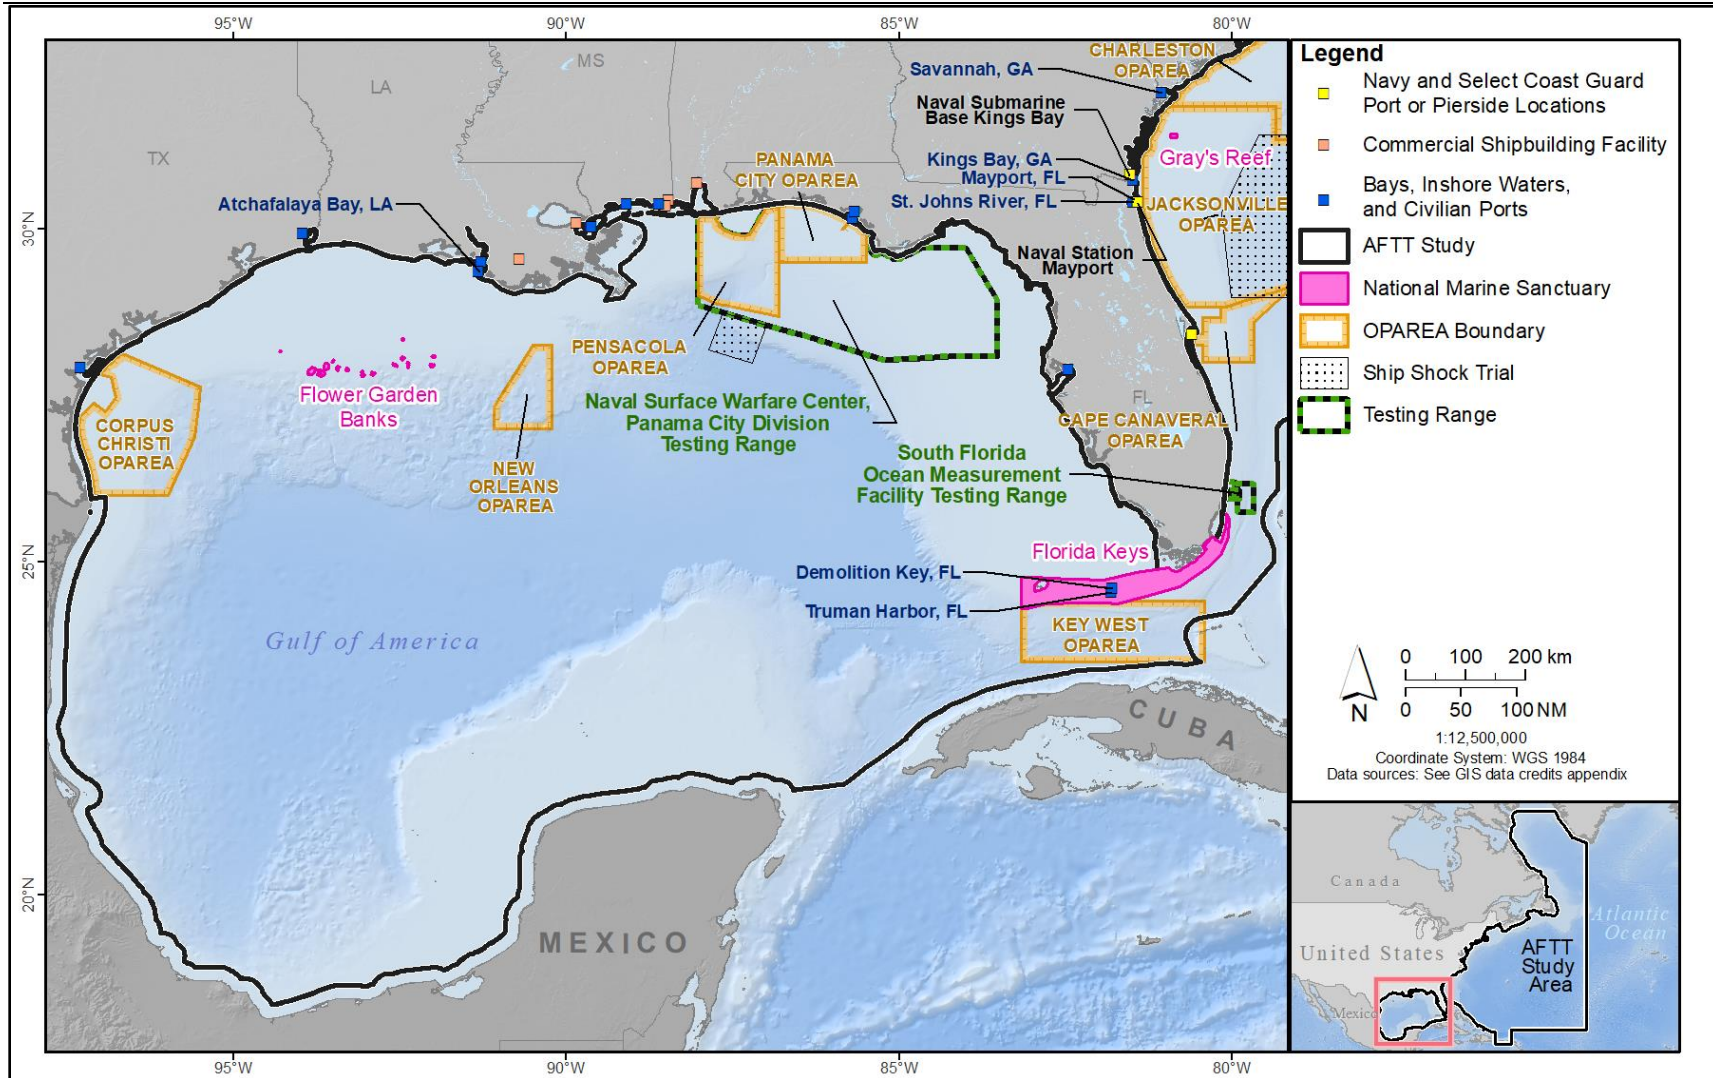 95°W
90°W
85°W
80°W
30°N
25°N
20°N
95°W
90°W
85°W
80°W
TX
LA
MS
FL
CHARLESTON
OPAREA
Savannah, GA
Naval Submarine
Base Kings Bay
Gray's Reef
Kings Bay, GA
Mayport, FL
St. Johns River, FL
JACKSONVILLE
OPAREA
Naval Station
Mayport
PANAMA
CITY OPAREA
Atchafalaya Bay, LA
PENSACOLA
OPAREA
Flower Garden
Banks
Naval Surface Warfare Center,
Panama City Division
Testing Range
CORPUS
CHRISTI
OPAREA
NEW
ORLEANS
OPAREA
CAPE CANAVERAL
OPAREA
South Florida
Ocean Measurement
Facility Testing Range
Florida Keys
Demolition Key, FL
Truman Harbor, FL
KEY WEST
OPAREA
Gulf of America
CUBA
MEXICO
Legend
Navy and Select Coast Guard
Port or Pierside Locations
Commercial Shipbuilding Facility
Bays, Inshore Waters,
and Civilian Ports
AFTT Study
National Marine Sanctuary
OPAREA Boundary
Ship Shock Trial
Testing Range
N
0 100 200 km
0 50 100 NM
1:12,500,000
Coordinate System: WGS 1984
Data sources: See GIS data credits appendix
Canada
United States
Mexico
Atlantic
Ocean
AFTT
Study
Area